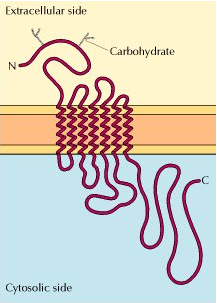 Extracellular side
Carbohydrate
N
C
Cytosolic side